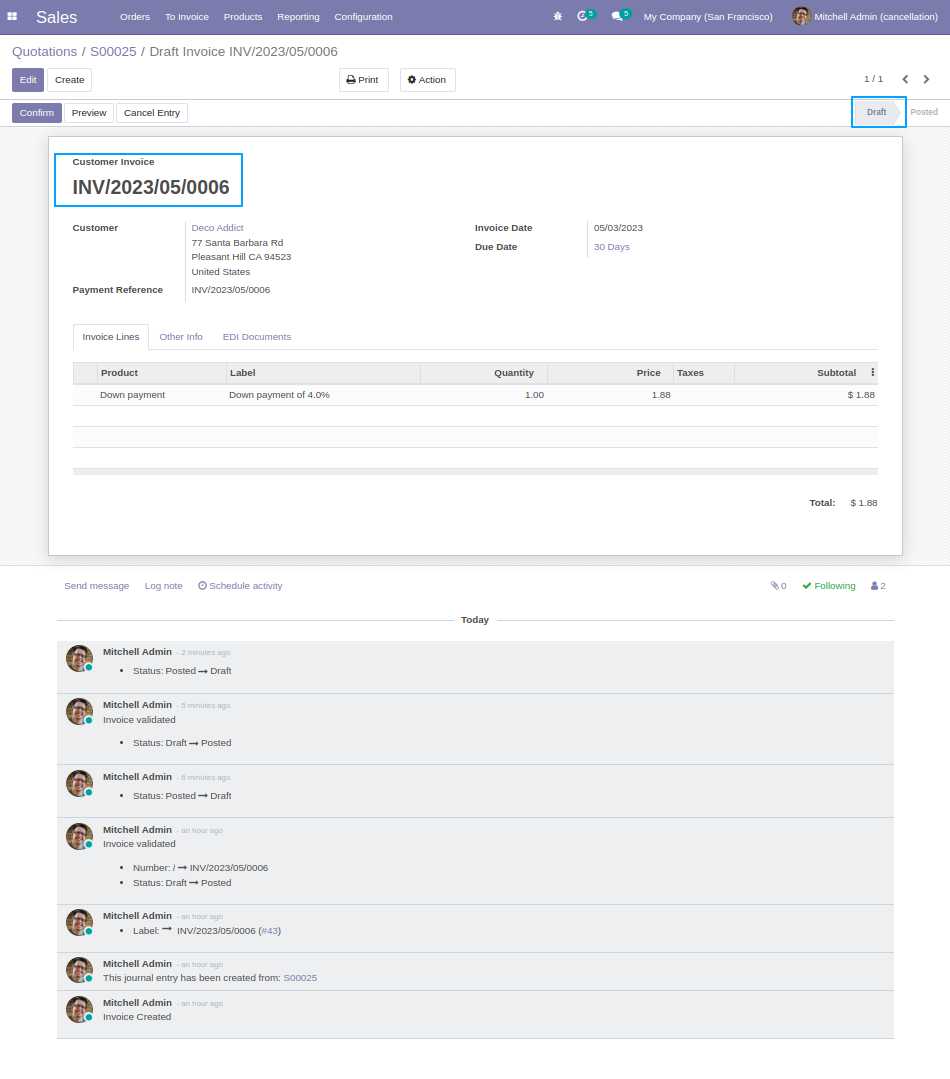 Sales Orders To Invoice Products Reporting Configuration 5 5 My Company (San Francisco) Mitchell Admin (cancellation)
Quotations / S00025 / Draft Invoice INV/2023/05/0006
Edit Create Print Action 1 / 1
Confirm Preview Cancel Entry Draft Posted
Customer Invoice
INV/2023/05/0006
Customer Deco Addict Invoice Date 05/03/2023
77 Santa Barbara Rd
Due Date 30 Days
Pleasant Hill CA 94523
United States
Payment Reference INV/2023/05/0006
Invoice Lines Other Info EDI Documents
Product Label Quantity Price Taxes Subtotal
Down payment Down payment of 4.0% 1.00 1.88 $ 1.88
Total: $ 1.88
Send message Log note Schedule activity 0 Following 2
Today
Mitchell Admin - 2 minutes ago
• Status: Posted → Draft
Mitchell Admin - 5 minutes ago
Invoice validated
• Status: Draft → Posted
Mitchell Admin - 6 minutes ago
• Status: Posted → Draft
Mitchell Admin - an hour ago
Invoice validated
• Number: / → INV/2023/05/0006
• Status: Draft → Posted
Mitchell Admin - an hour ago
• Label: → INV/2023/05/0006 (#43)
Mitchell Admin - an hour ago
This journal entry has been created from: S00025
Mitchell Admin - an hour ago
Invoice Created